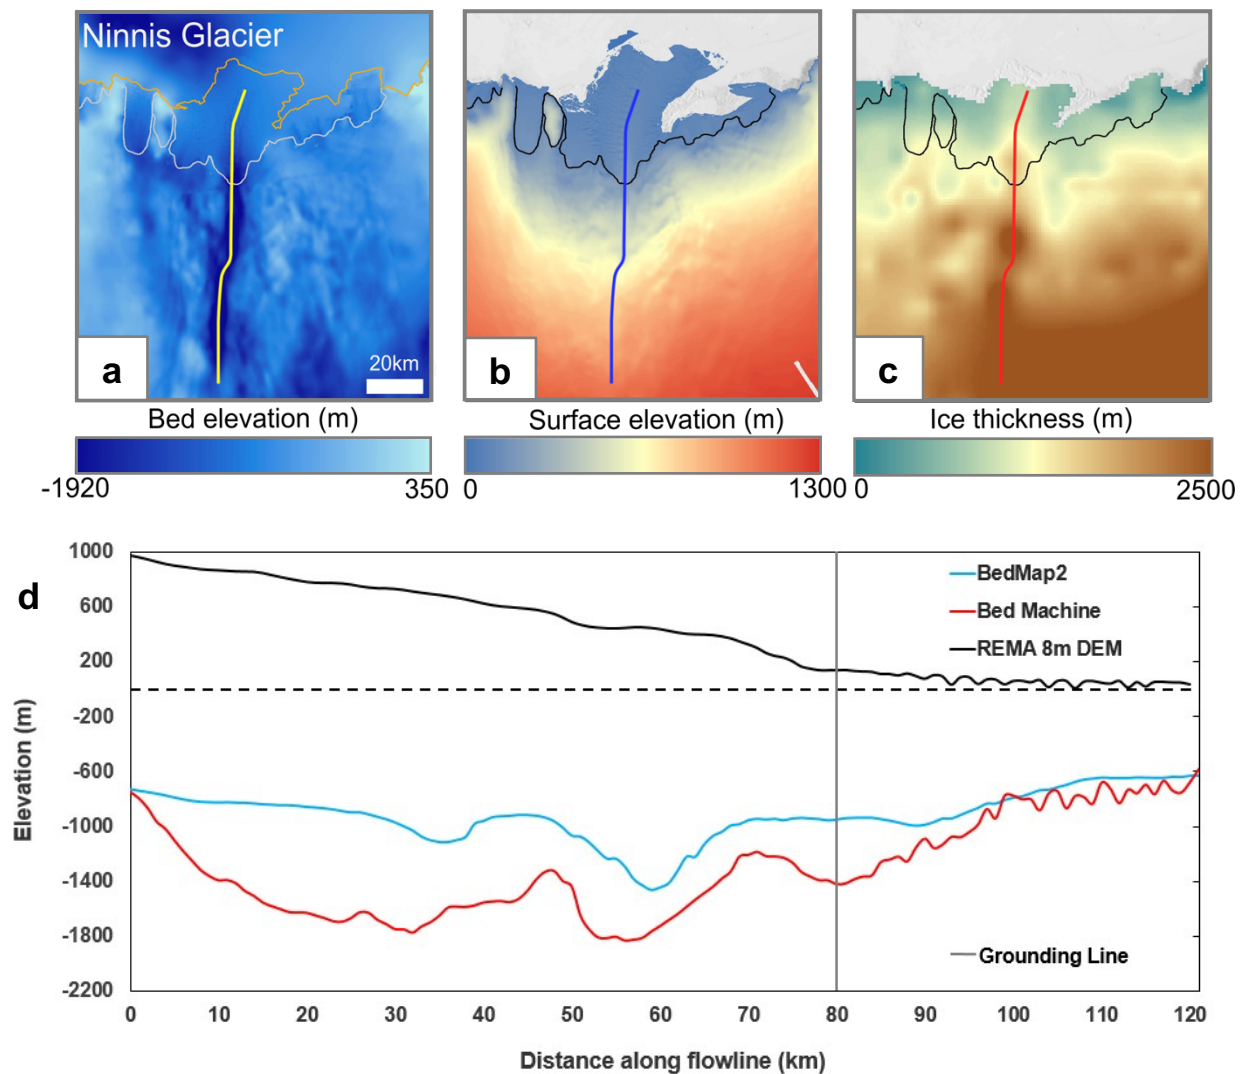 Ninnis Glacier
a
20km
b
c
Bed elevation (m)
Surface elevation (m)
Ice thickness (m)
-1920
350
0
1300
0
2500
d
1000
600
200
-200
-600
-1000
-1400
-1800
-2200
Elevation (m)
BedMap2
Bed Machine
REMA 8m DEM
Grounding Line
0 10 20 30 40 50 60 70 80 90 100 110 120
Distance along flowline (km)